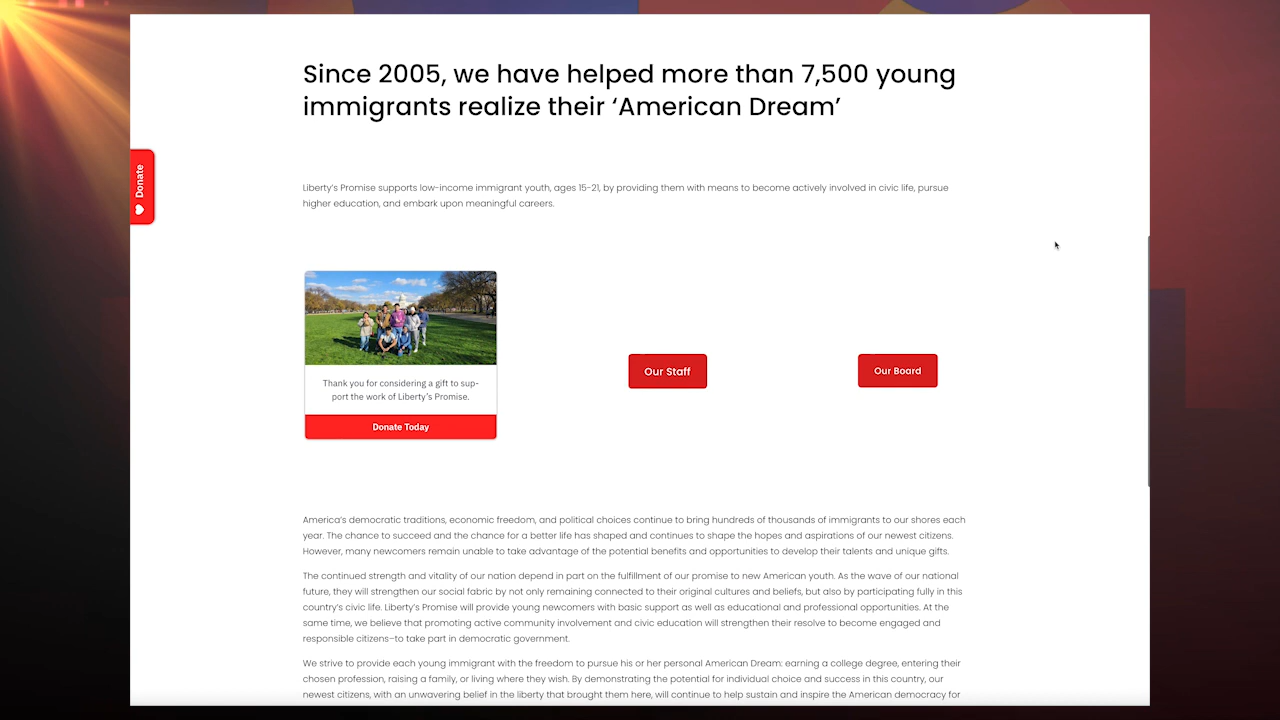 Since 2005, we have helped more than 7,500 young
immigrants realize their ‘American Dream’
Donate
Liberty’s Promise supports low-income immigrant youth, ages 15-21, by providing them with means to become actively involved in civic life, pursue
higher education, and embark upon meaningful careers.
Thank you for considering a gift to sup-
port the work of Liberty’s Promise.
Donate Today
Our Staff
Our Board
America’s democratic traditions, economic freedom, and political choices continue to bring hundreds of thousands of immigrants to our shores each
year. The chance to succeed and the chance for a better life has shaped and continues to shape the hopes and aspirations of our newest citizens.
However, many newcomers remain unable to take advantage of the potential benefits and opportunities to develop their talents and unique gifts.
The continued strength and vitality of our nation depend in part on the fulfillment of our promise to new American youth. As the wave of our national
future, they will strengthen our social fabric by not only remaining connected to their original cultures and beliefs, but also by participating fully in this
country’s civic life. Liberty’s Promise will provide young newcomers with basic support as well as educational and professional opportunities. At the
same time, we believe that promoting active community involvement and civic education will strengthen their resolve to become engaged and
responsible citizens–to take part in democratic government.
We strive to provide each young immigrant with the freedom to pursue his or her personal American Dream: earning a college degree, entering their
chosen profession, raising a family, or living where they wish. By demonstrating the potential for individual choice and success in this country, our
newest citizens, with an unwavering belief in the liberty that brought them here, will continue to help sustain and inspire the American democracy for